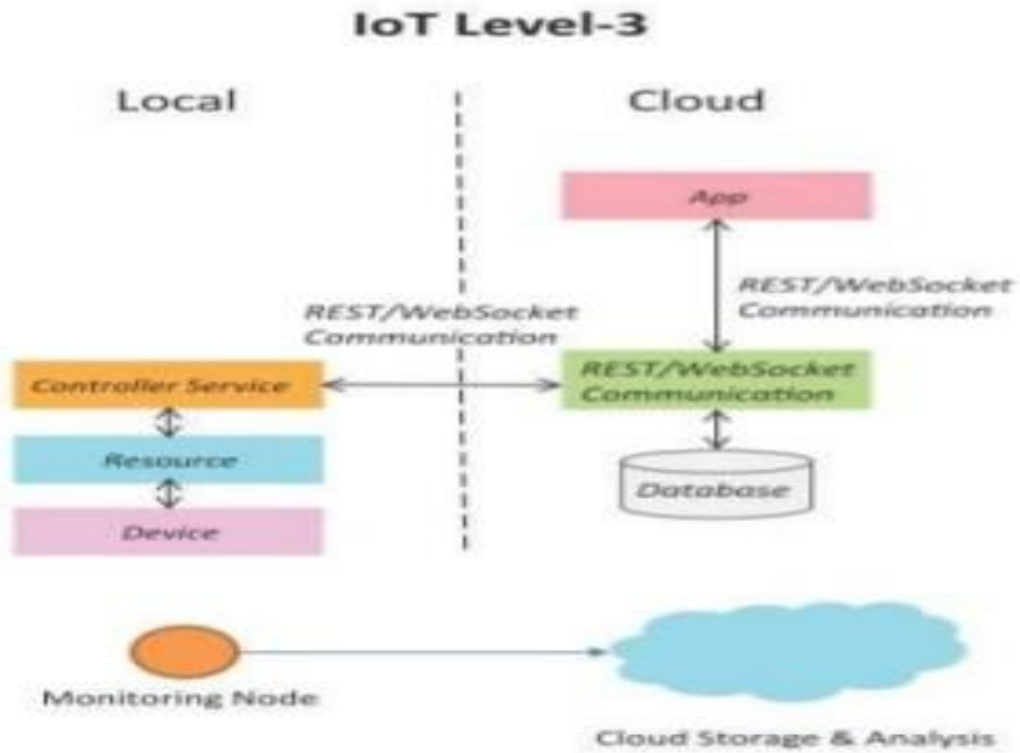 IoT Level-3
Local
Cloud
App
REST/WebSocket
Communication
REST/WebSocket
Communication
Controller Service
REST/WebSocket
Communication
Resource
Database
Device
Monitoring Node
Cloud Storage & Analysis